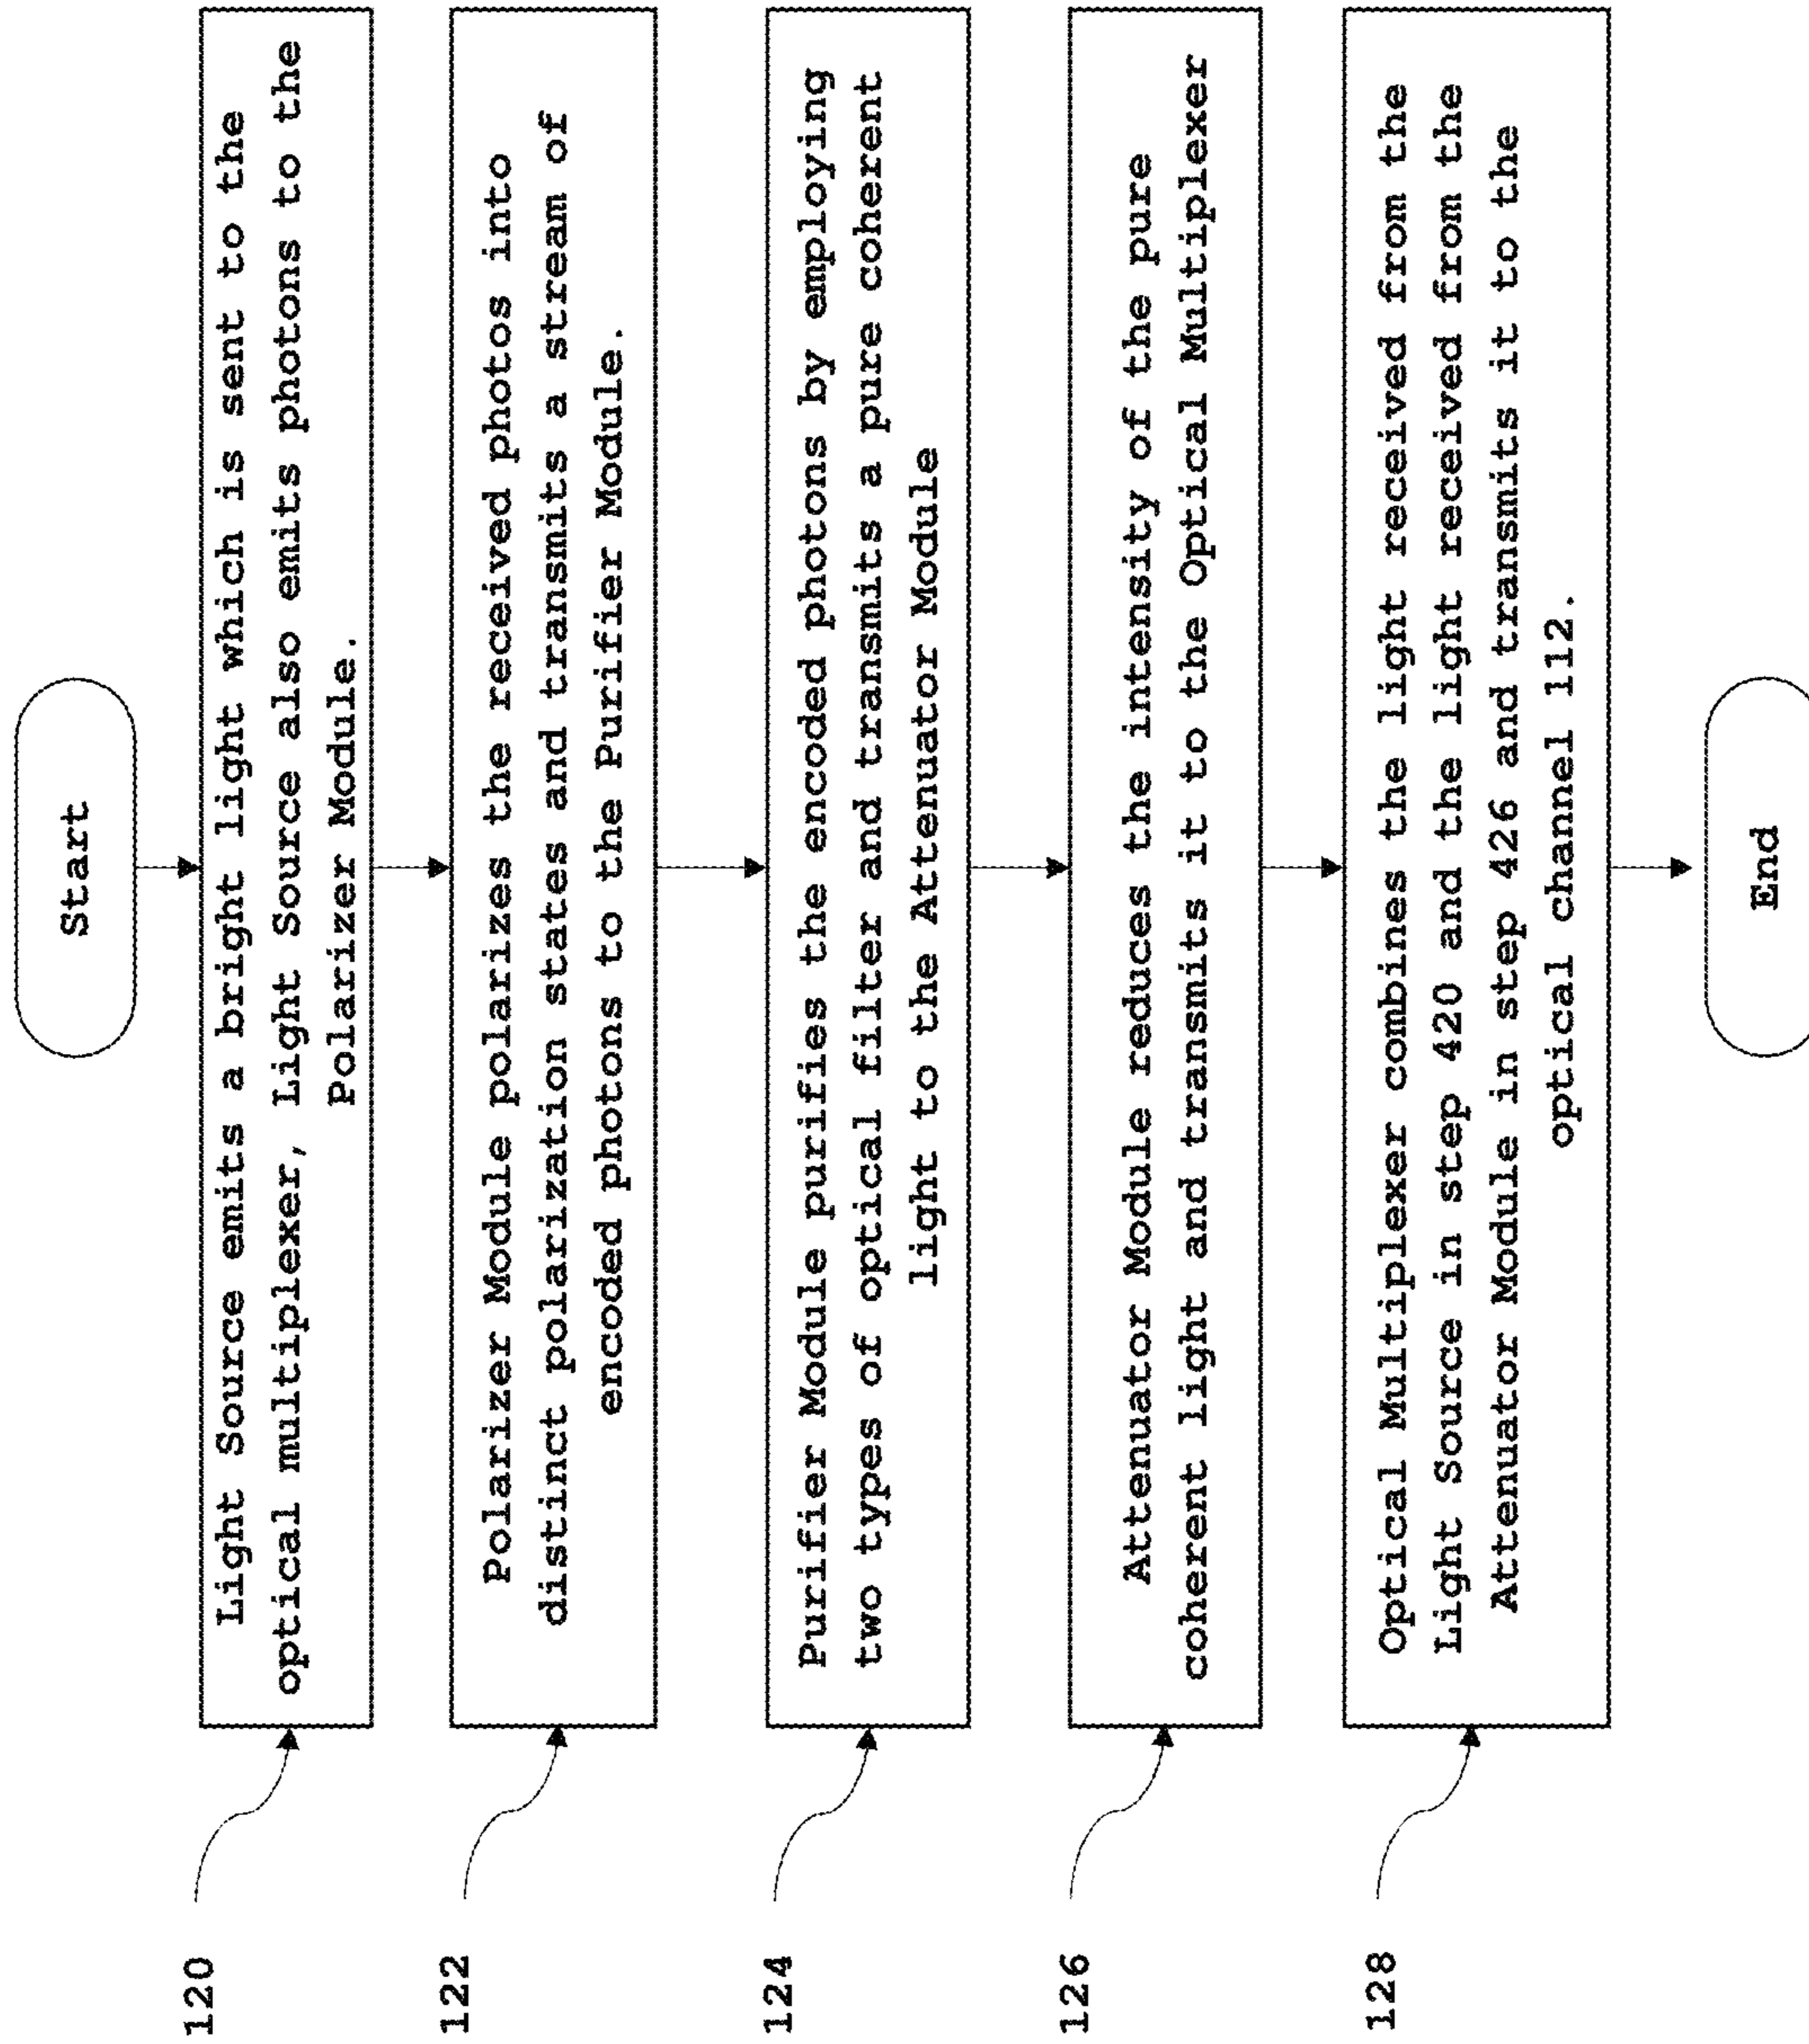 Start
120
Light Source emits a bright light which is sent to the
optical multiplexer, Light Source also emits photons to the
Polarizer Module.
122
Polarizer Module polarizes the received photos into
distinct polarization states and transmits a stream of
encoded photons to the Purifier Module.
124
Purifier Module purifies the encoded photons by employing
two types of optical filter and transmits a pure coherent
light to the Attenuator Module
126
Attenuator Module reduces the intensity of the pure
coherent light and transmits it to the Optical Multiplexer
128
Optical Multiplexer combines the light received from the
Light Source in step 420 and the light received from the
Attenuator Module in step 426 and transmits it to the
optical channel 112.
End